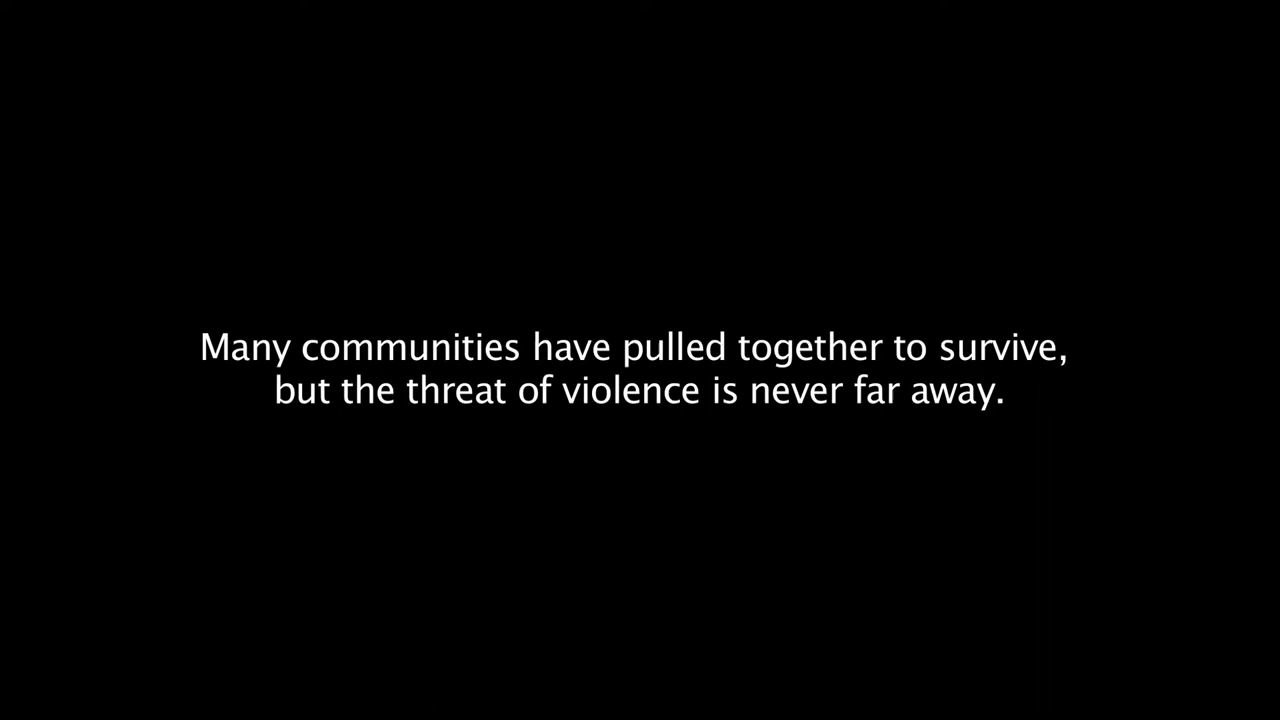 Many communities have pulled together to survive,
but the threat of violence is never far away.